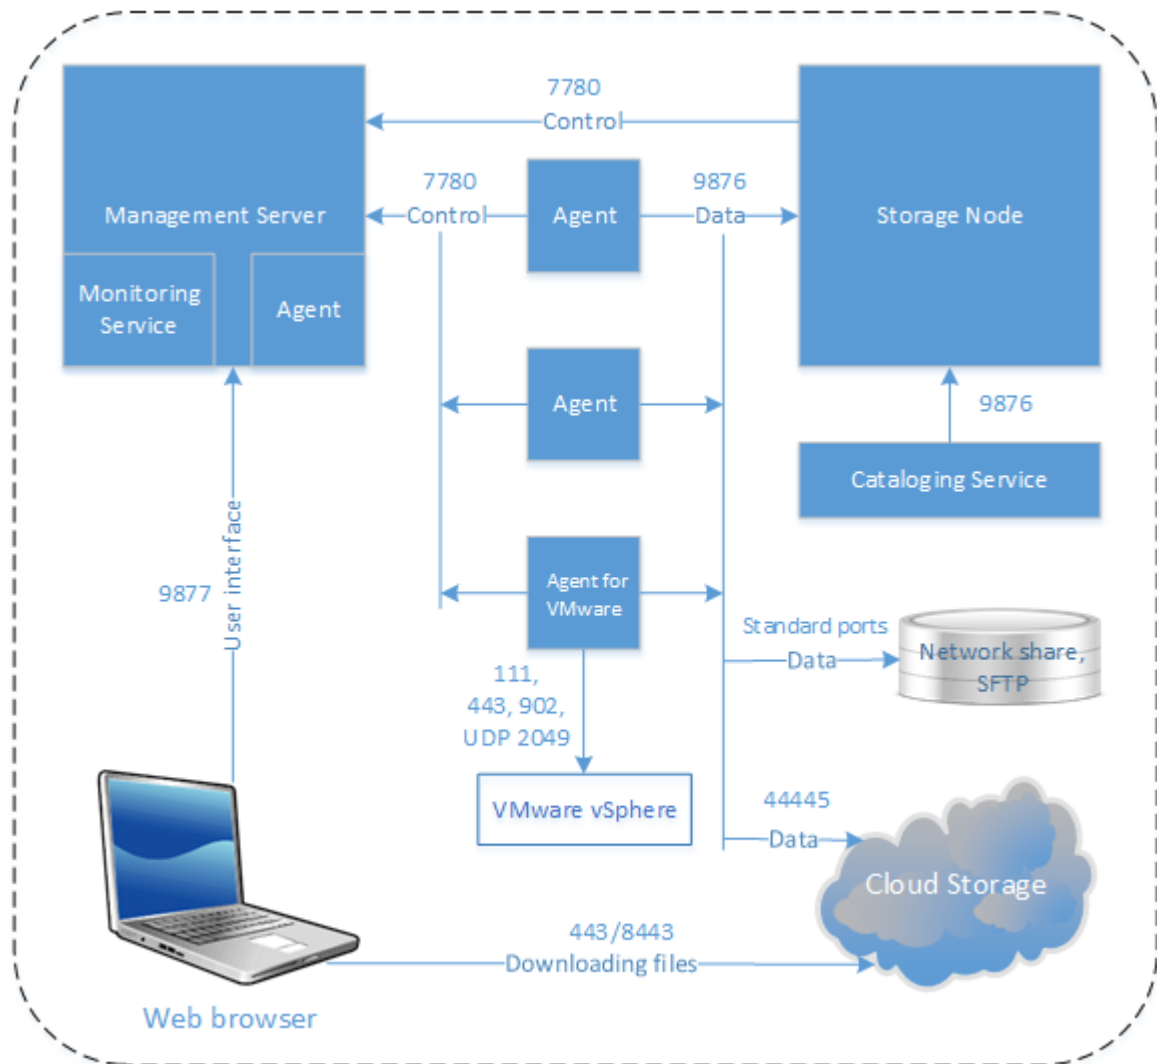 7780
Control
7780
Control
Agent
9876
Data
Management Server
Storage Node
Monitoring
Service
Agent
Agent
9876
Cataloging Service
9877
User interface
Agent for
VMware
Standard ports
Data
Network share,
SFTP
111,
443, 902,
UDP 2049
VMware vSphere
44445
Data
Cloud Storage
443/8443
Downloading files
Web browser